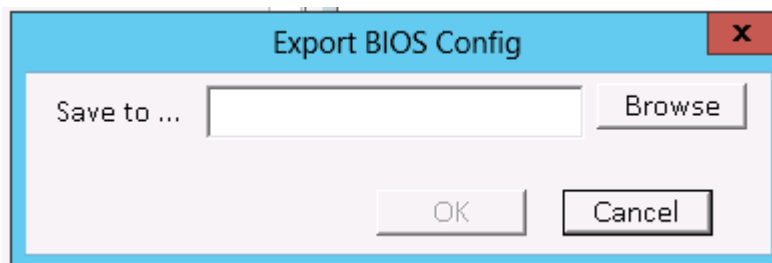 Export BIOS Config
x
Save to ...
Browse
OK
Cancel